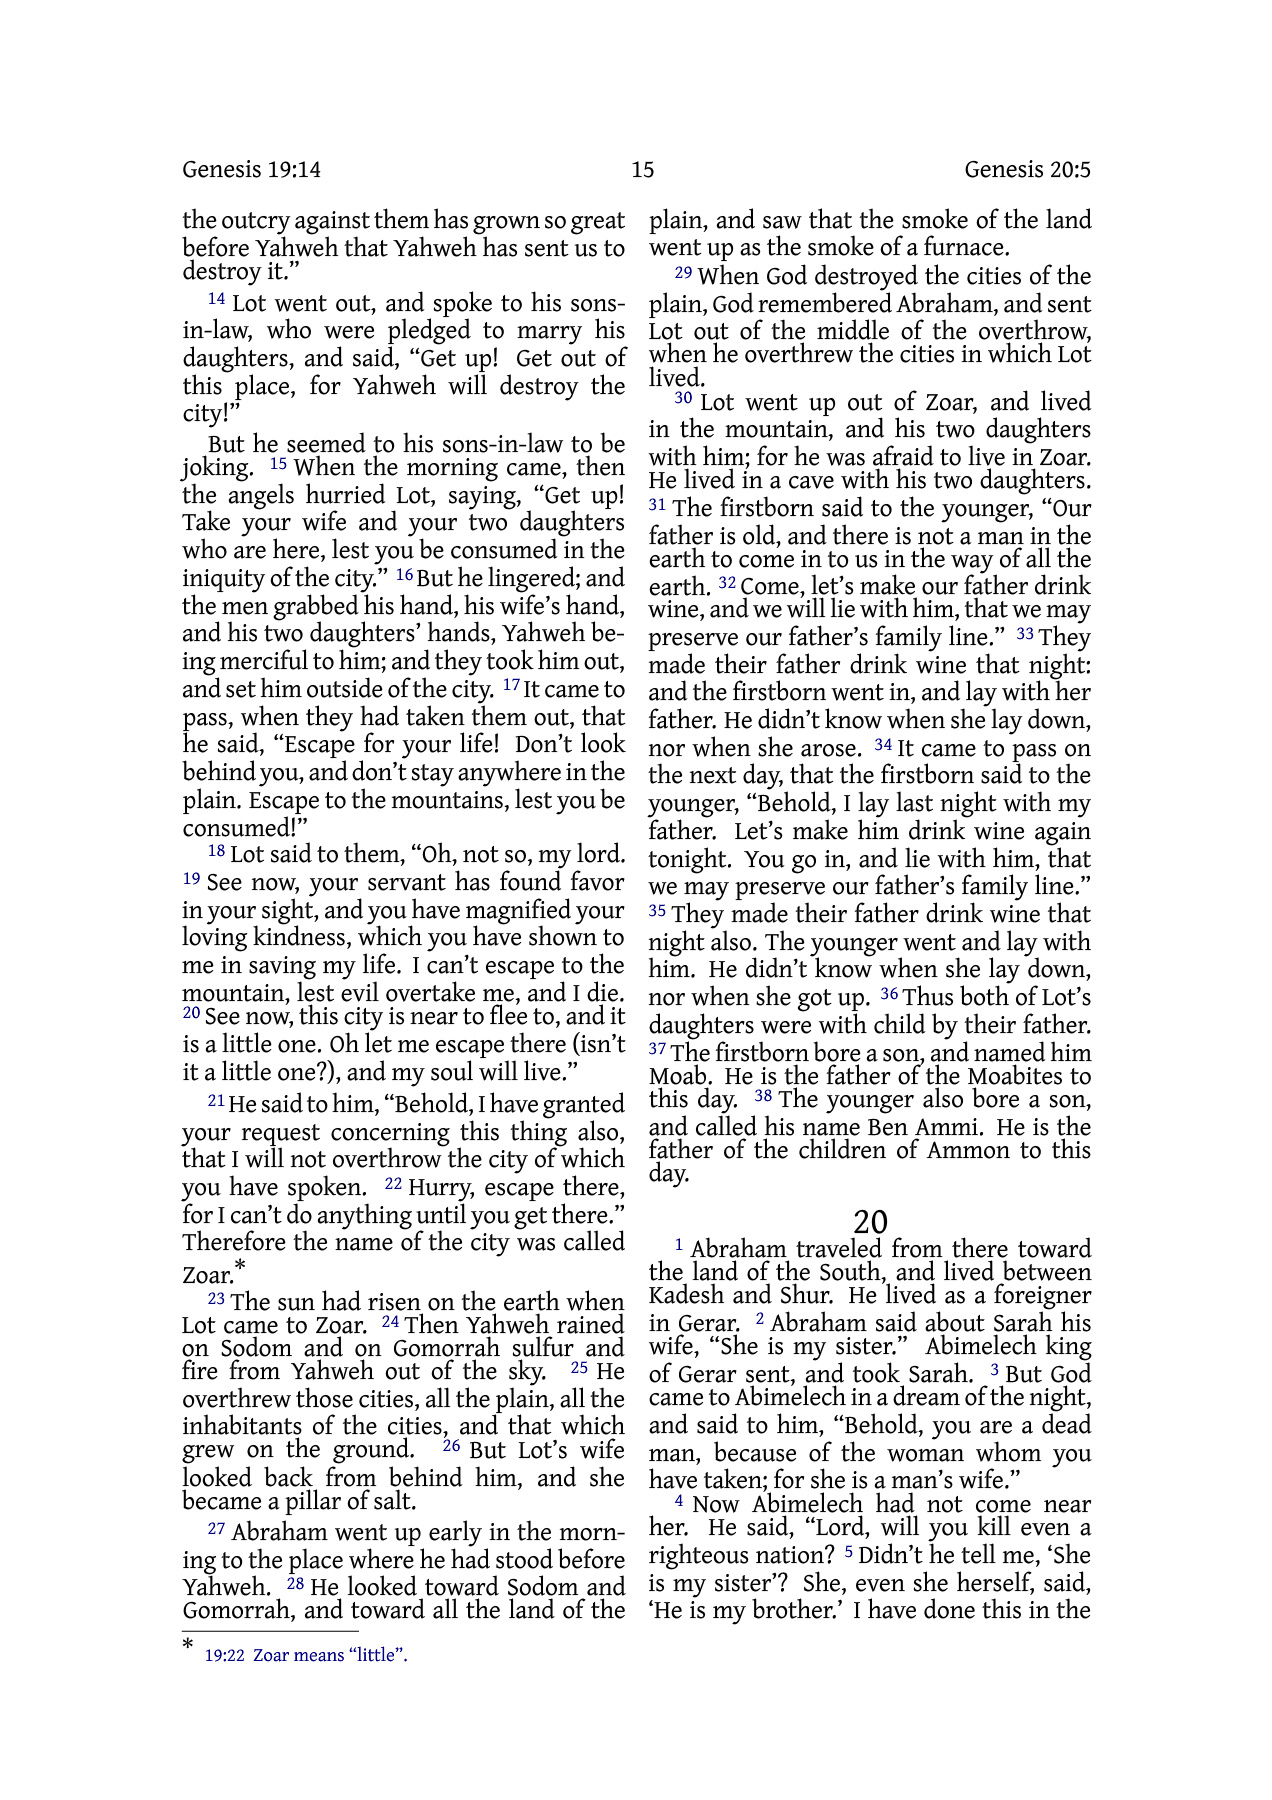 Genesis 19:14 15 Genesis 20:5
the outcry against them has grown so great
before Yahweh that Yahweh has sent us to
destroy it.”
14 Lot went out, and spoke to his sons-
in-law, who were pledged to marry his
daughters, and said, “Get up! Get out of
this place, for Yahweh will destroy the
city!”
But he seemed to his sons-in-law to be
joking. 15 When the morning came, then
the angels hurried Lot, saying, “Get up!
Take your wife and your two daughters
who are here, lest you be consumed in the
iniquity of the city.” 16 But he lingered; and
the men grabbed his hand, his wife’s hand,
and his two daughters’ hands, Yahweh be-
ing merciful to him; and they took him out,
and set him outside of the city. 17 It came to
pass, when they had taken them out, that
he said, “Escape for your life! Don’t look
behind you, and don’t stay anywhere in the
plain. Escape to the mountains, lest you be
consumed!”
18 Lot said to them, “Oh, not so, my lord.
19 See now, your servant has found favor
in your sight, and you have magnified your
loving kindness, which you have shown to
me in saving my life. I can’t escape to the
mountain, lest evil overtake me, and I die.
20 See now, this city is near to flee to, and it
is a little one. Oh let me escape there (isn’t
it a little one?), and my soul will live.”
21 He said to him, “Behold, I have granted
your request concerning this thing also,
that I will not overthrow the city of which
you have spoken. 22 Hurry, escape there,
for I can’t do anything until you get there.”
Therefore the name of the city was called
Zoar.*
23 The sun had risen on the earth when
Lot came to Zoar. 24 Then Yahweh rained
on Sodom and on Gomorrah sulfur and
fire from Yahweh out of the sky. 25 He
overthrew those cities, all the plain, all the
inhabitants of the cities, and that which
grew on the ground. 26 But Lot’s wife
looked back from behind him, and she
became a pillar of salt.
27 Abraham went up early in the morn-
ing to the place where he had stood before
Yahweh. 28 He looked toward Sodom and
Gomorrah, and toward all the land of the
* 19:22 Zoar means “little”.
plain, and saw that the smoke of the land
went up as the smoke of a furnace.
29 When God destroyed the cities of the
plain, God remembered Abraham, and sent
Lot out of the middle of the overthrow,
when he overthrew the cities in which Lot
lived.
30 Lot went up out of Zoar, and lived
in the mountain, and his two daughters
with him; for he was afraid to live in Zoar.
He lived in a cave with his two daughters.
31 The firstborn said to the younger, “Our
father is old, and there is not a man in the
earth to come in to us in the way of all the
earth. 32 Come, let’s make our father drink
wine, and we will lie with him, that we may
preserve our father’s family line.” 33 They
made their father drink wine that night:
and the firstborn went in, and lay with her
father. He didn’t know when she lay down,
nor when she arose. 34 It came to pass on
the next day, that the firstborn said to the
younger, “Behold, I lay last night with my
father. Let’s make him drink wine again
tonight. You go in, and lie with him, that
we may preserve our father’s family line.”
35 They made their father drink wine that
night also. The younger went and lay with
him. He didn’t know when she lay down,
nor when she got up. 36 Thus both of Lot’s
daughters were with child by their father.
37 The firstborn bore a son, and named him
Moab. He is the father of the Moabites to
this day. 38 The younger also bore a son,
and called his name Ben Ammi. He is the
father of the children of Ammon to this
day.
20
1 Abraham traveled from there toward
the land of the South, and lived between
Kadesh and Shur. He lived as a foreigner
in Gerar. 2 Abraham said about Sarah his
wife, “She is my sister.” Abimelech king
of Gerar sent, and took Sarah. 3 But God
came to Abimelech in a dream of the night,
and said to him, “Behold, you are a dead
man, because of the woman whom you
have taken; for she is a man’s wife.”
4 Now Abimelech had not come near
her. He said, “Lord, will you kill even a
righteous nation? 5 Didn’t he tell me, ‘She
is my sister’? She, even she herself, said,
‘He is my brother.’ I have done this in the